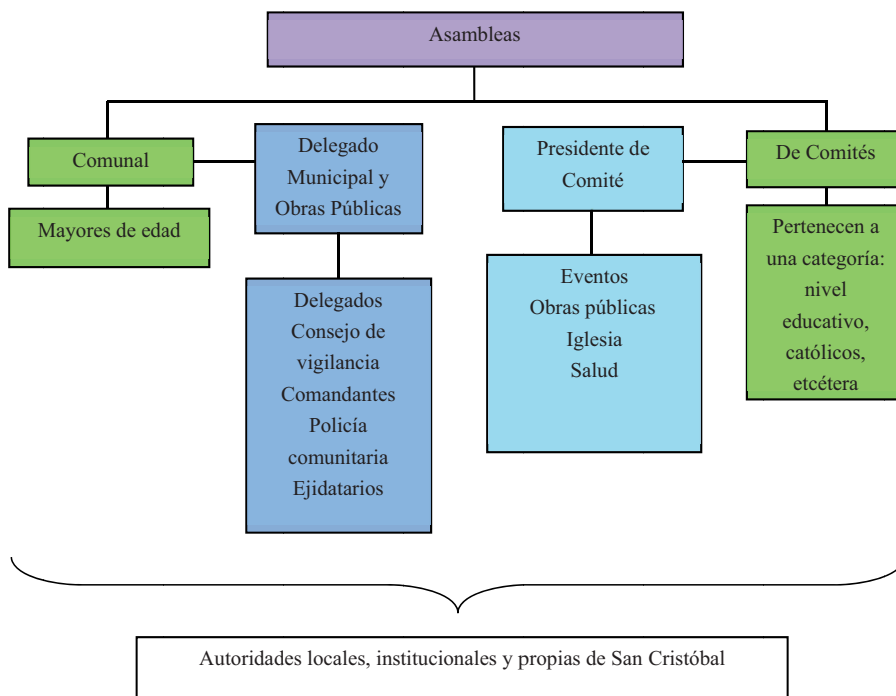 Asambleas
Comunal
Mayores de edad
Delegado
Municipal y
Obras Públicas
Delegados
Consejo de
vigilancia
Comandantes
Policía
comunitaria
Ejidatarios
Presidente de
Comité
Eventos
Obras públicas
Iglesia
Salud
De Comités
Pertenecen a
una categoría:
nivel
educativo,
católicos,
etcétera
Autoridades locales, institucionales y propias de San Cristóbal